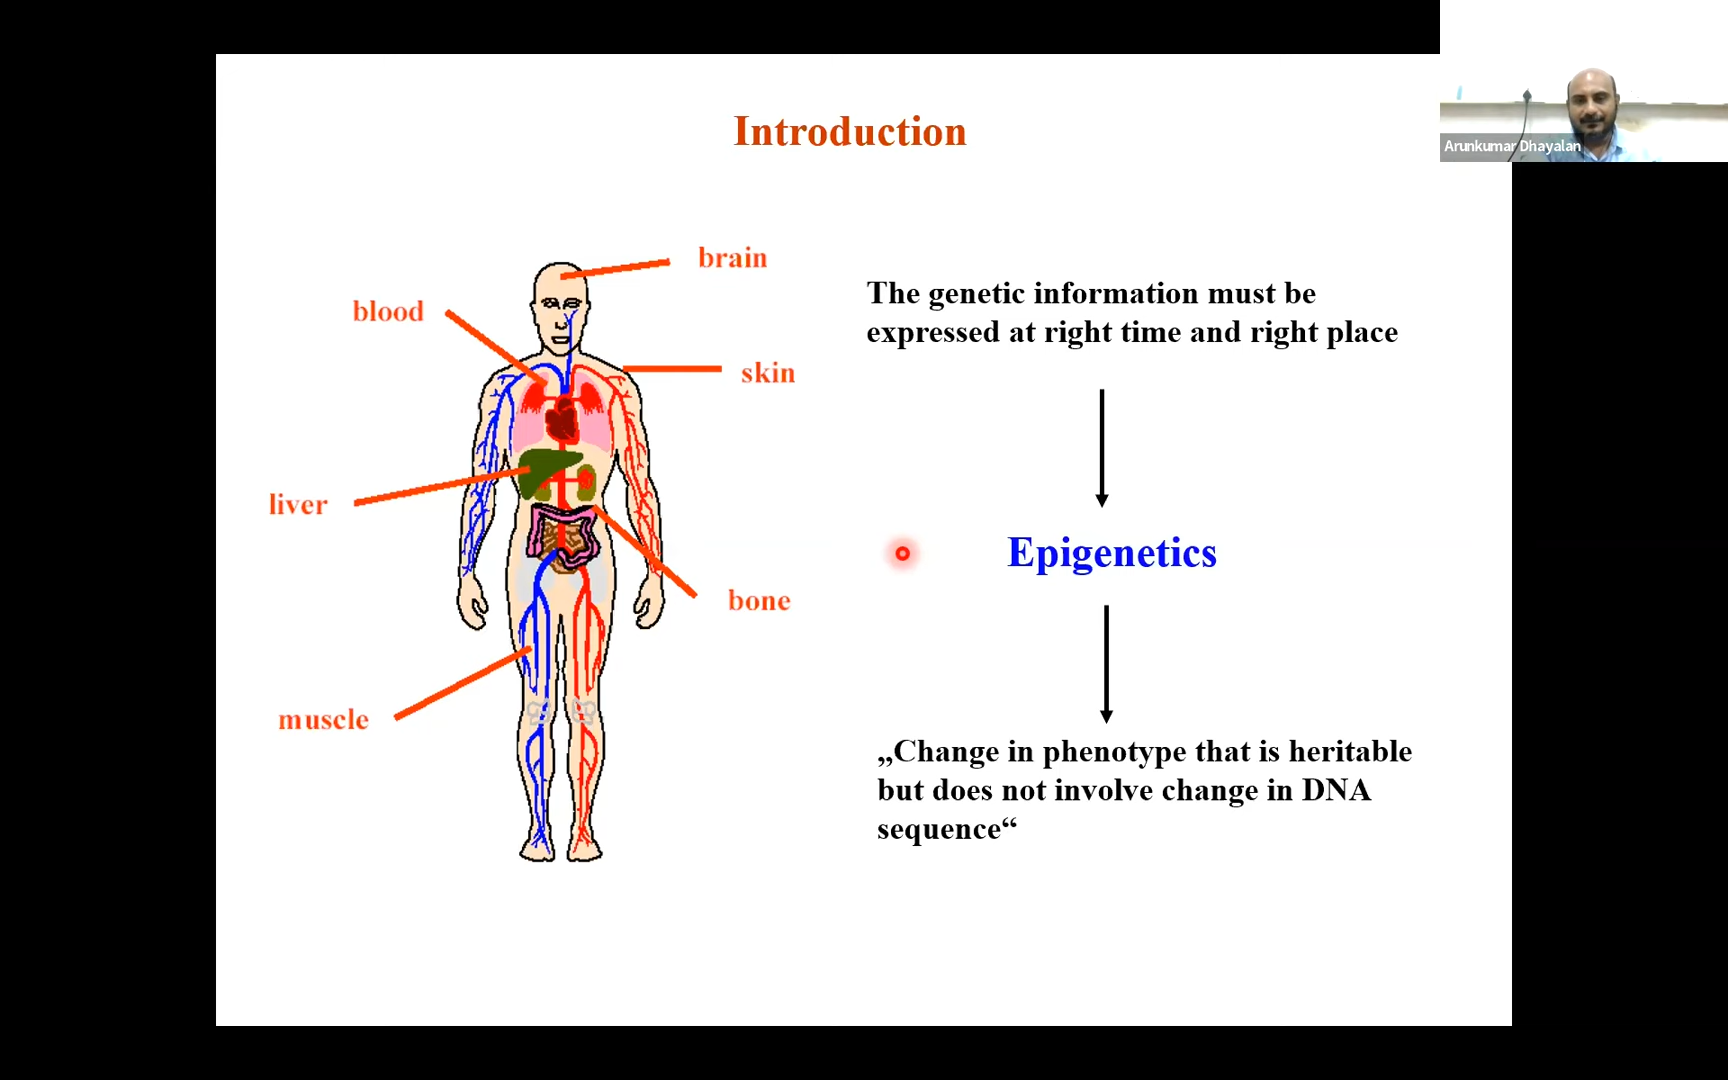 Introduction
Arunkumar Dhayalan
brain
blood
skin
liver
bone
muscle
The genetic information must be
expressed at right time and right place
Epigenetics
„Change in phenotype that is heritable
but does not involve change in DNA
sequence“